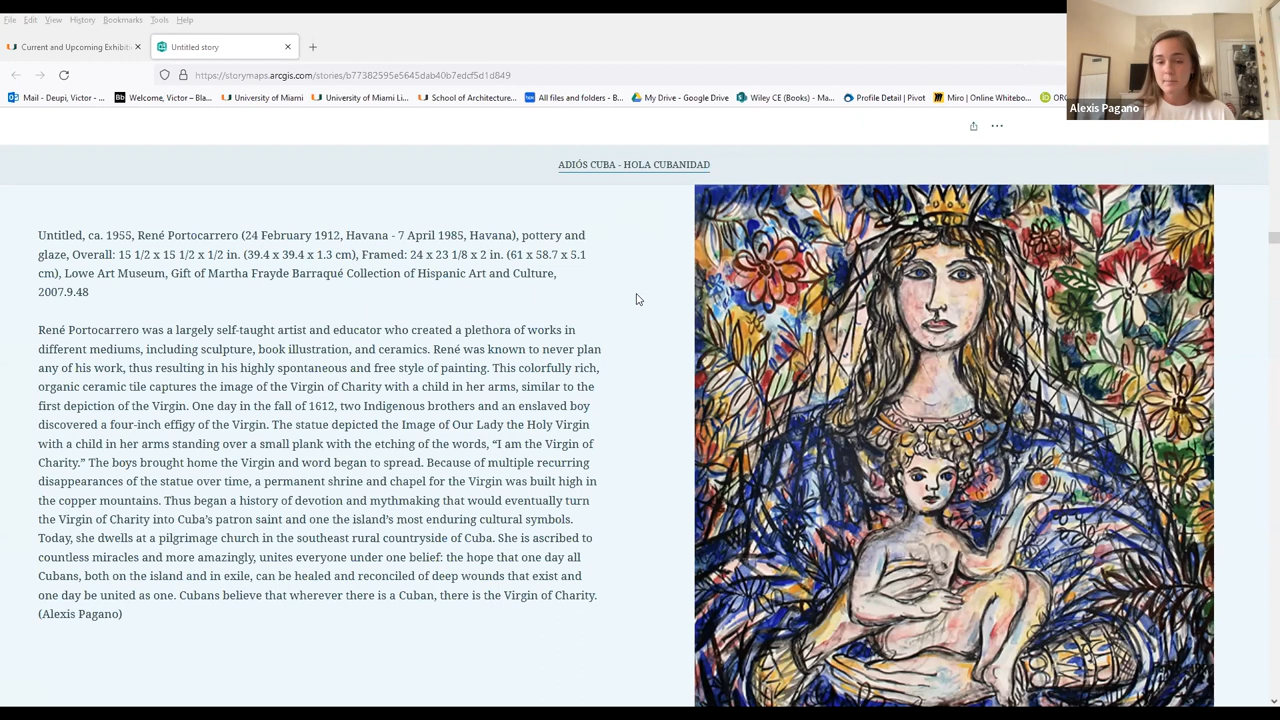 File Edit View History Bookmarks Tools Help
Current and Upcoming Exhibiti
Untitled story
https://storymaps.arcgis.com/stories/b77382595e5645dab40b7edcf5d1d849
Mail - Deupi, Victor - ... Welcome, Victor – Bla... University of Miami University of Miami Li... School of Architecture... All files and folders - B... My Drive - Google Drive Wiley CE (Books) - Ma... Profile Detail | Pivot Miro | Online Whitebo...
Alexis Pagano
ADIÓS CUBA - HOLA CUBANIDAD
Untitled, ca. 1955, René Portocarrero (24 February 1912, Havana - 7 April 1985, Havana), pottery and
glaze, Overall: 15 1/2 x 15 1/2 x 1/2 in. (39.4 x 39.4 x 1.3 cm), Framed: 24 x 23 1/8 x 2 in. (61 x 58.7 x 5.1
cm), Lowe Art Museum, Gift of Martha Frayde Barraqué Collection of Hispanic Art and Culture,
2007.9.48
René Portocarrero was a largely self-taught artist and educator who created a plethora of works in
different mediums, including sculpture, book illustration, and ceramics. René was known to never plan
any of his work, thus resulting in his highly spontaneous and free style of painting. This colorfully rich,
organic ceramic tile captures the image of the Virgin of Charity with a child in her arms, similar to the
first depiction of the Virgin. One day in the fall of 1612, two Indigenous brothers and an enslaved boy
discovered a four-inch effigy of the Virgin. The statue depicted the Image of Our Lady the Holy Virgin
with a child in her arms standing over a small plank with the etching of the words, “I am the Virgin of
Charity.” The boys brought home the Virgin and word began to spread. Because of multiple recurring
disappearances of the statue over time, a permanent shrine and chapel for the Virgin was built high in
the copper mountains. Thus began a history of devotion and mythmaking that would eventually turn
the Virgin of Charity into Cuba’s patron saint and one the island’s most enduring cultural symbols.
Today, she dwells at a pilgrimage church in the southeast rural countryside of Cuba. She is ascribed to
countless miracles and more amazingly, unites everyone under one belief: the hope that one day all
Cubans, both on the island and in exile, can be healed and reconciled of deep wounds that exist and
one day be united as one. Cubans believe that wherever there is a Cuban, there is the Virgin of Charity.
(Alexis Pagano)